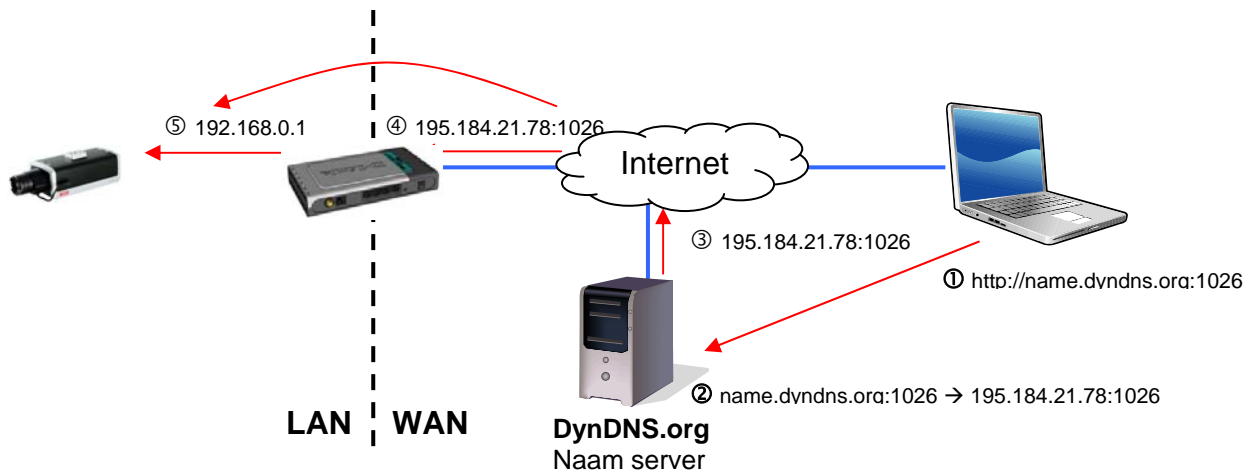 ⑤ 192.168.0.1
④ 195.184.21.78:1026
Internet
③ 195.184.21.78:1026
① http://name.dyndns.org:1026
② name.dyndns.org:1026 → 195.184.21.78:1026
LAN WAN
DynDNS.org
Naam server